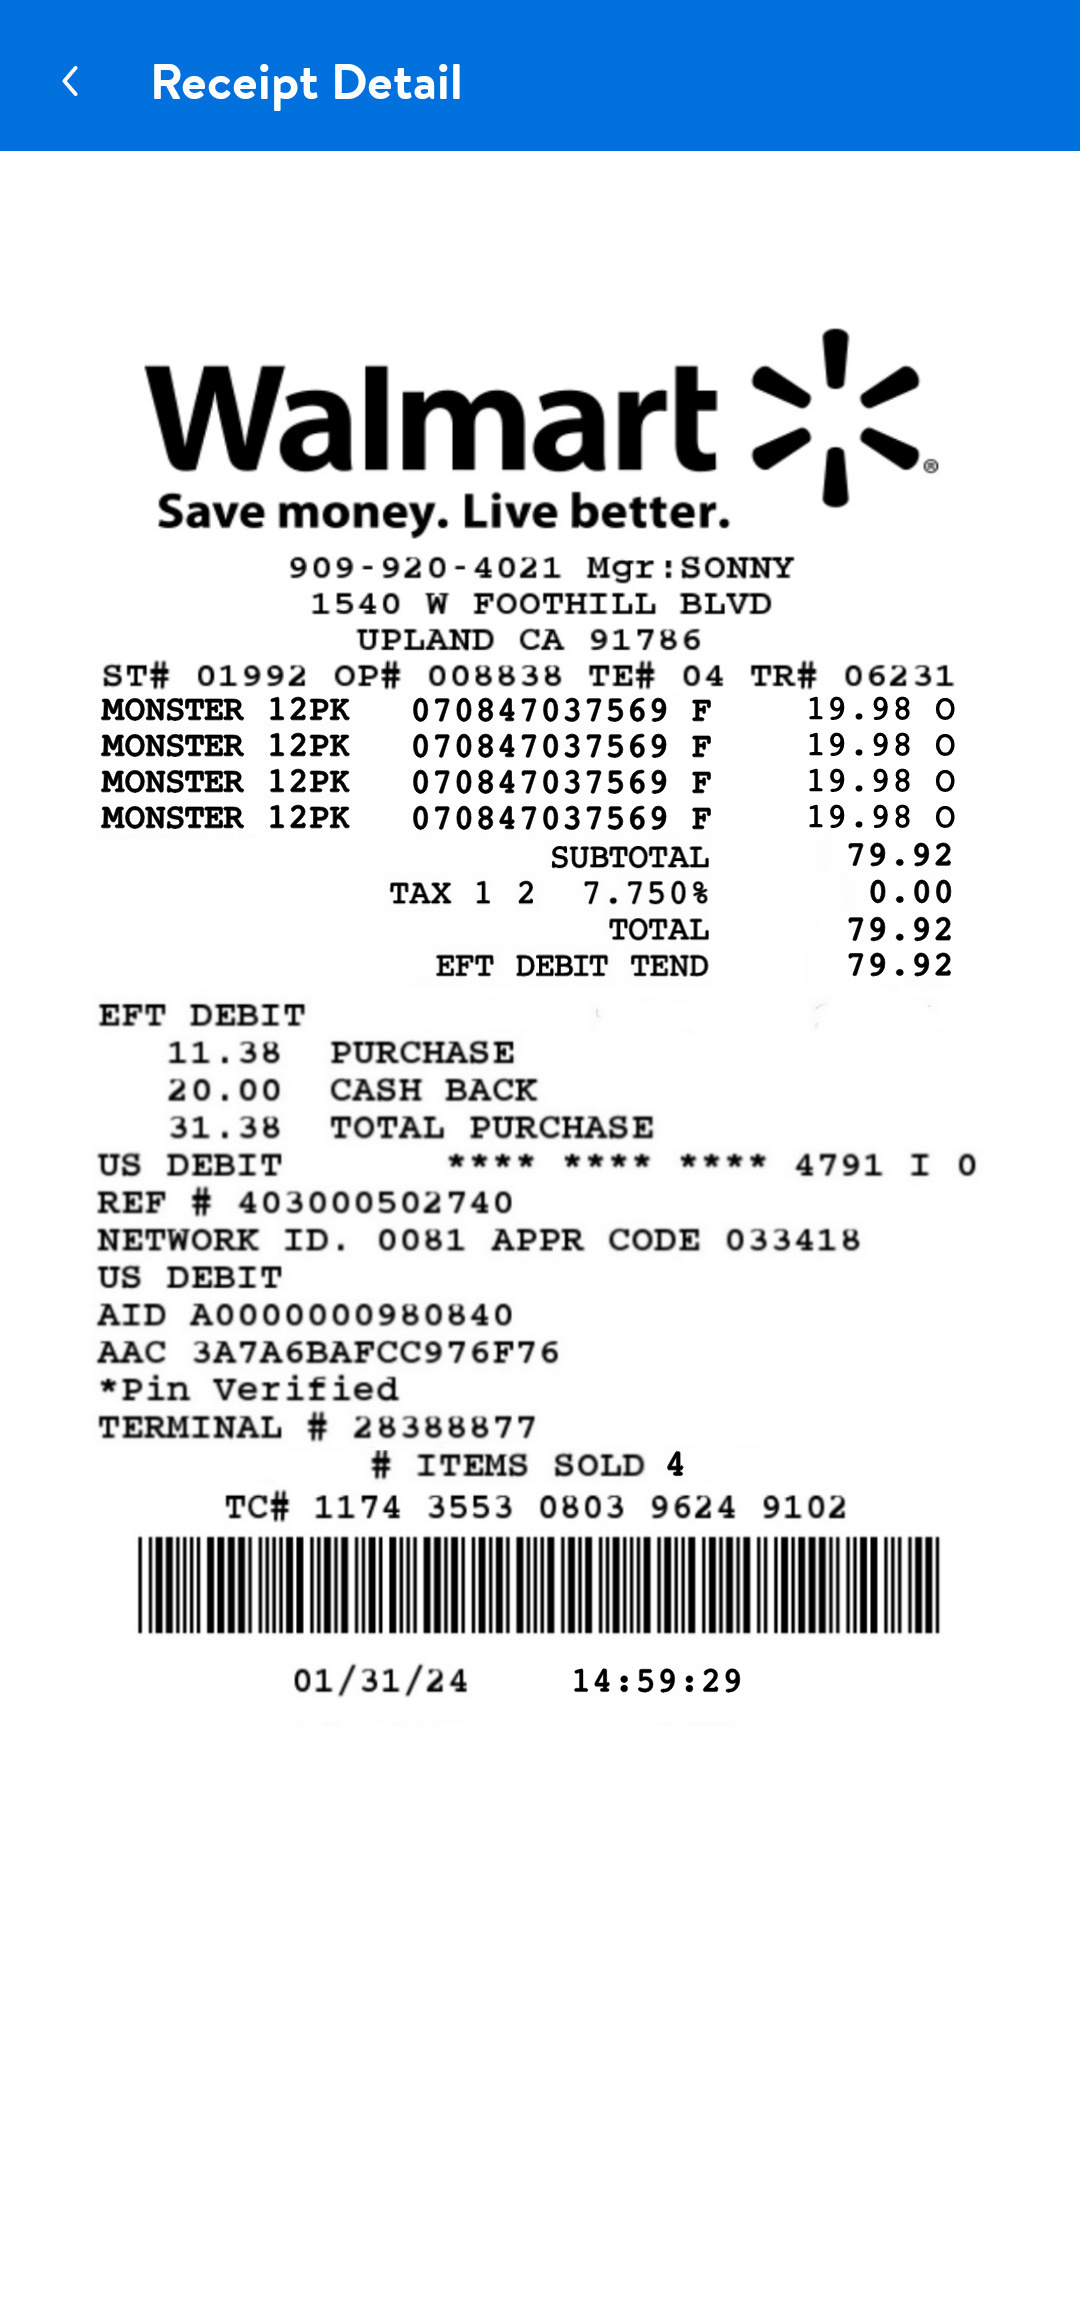 Receipt Detail
Walmart
Save money. Live better.
909-920-4021 Mgr:SONNY
1540 W FOOTHILL BLVD
UPLAND CA 91786
ST# 01992 OP# 008838 TE# 04 TR# 06231
MONSTER 12PK 070847037569 F 19.98 O
MONSTER 12PK 070847037569 F 19.98 O
MONSTER 12PK 070847037569 F 19.98 O
MONSTER 12PK 070847037569 F 19.98 O
SUBTOTAL 79.92
TAX 1 2 7.750% 0.00
TOTAL 79.92
EFT DEBIT TEND 79.92
EFT DEBIT
11.38 PURCHASE
20.00 CASH BACK
31.38 TOTAL PURCHASE
US DEBIT **** **** **** 4791 I 0
REF # 403000502740
NETWORK ID. 0081 APPR CODE 033418
US DEBIT
AID A0000000980840
AAC 3A7A6BAFCC976F76
*Pin Verified
TERMINAL # 28388877
# ITEMS SOLD 4
TC# 1174 3553 0803 9624 9102
01/31/24 14:59:29